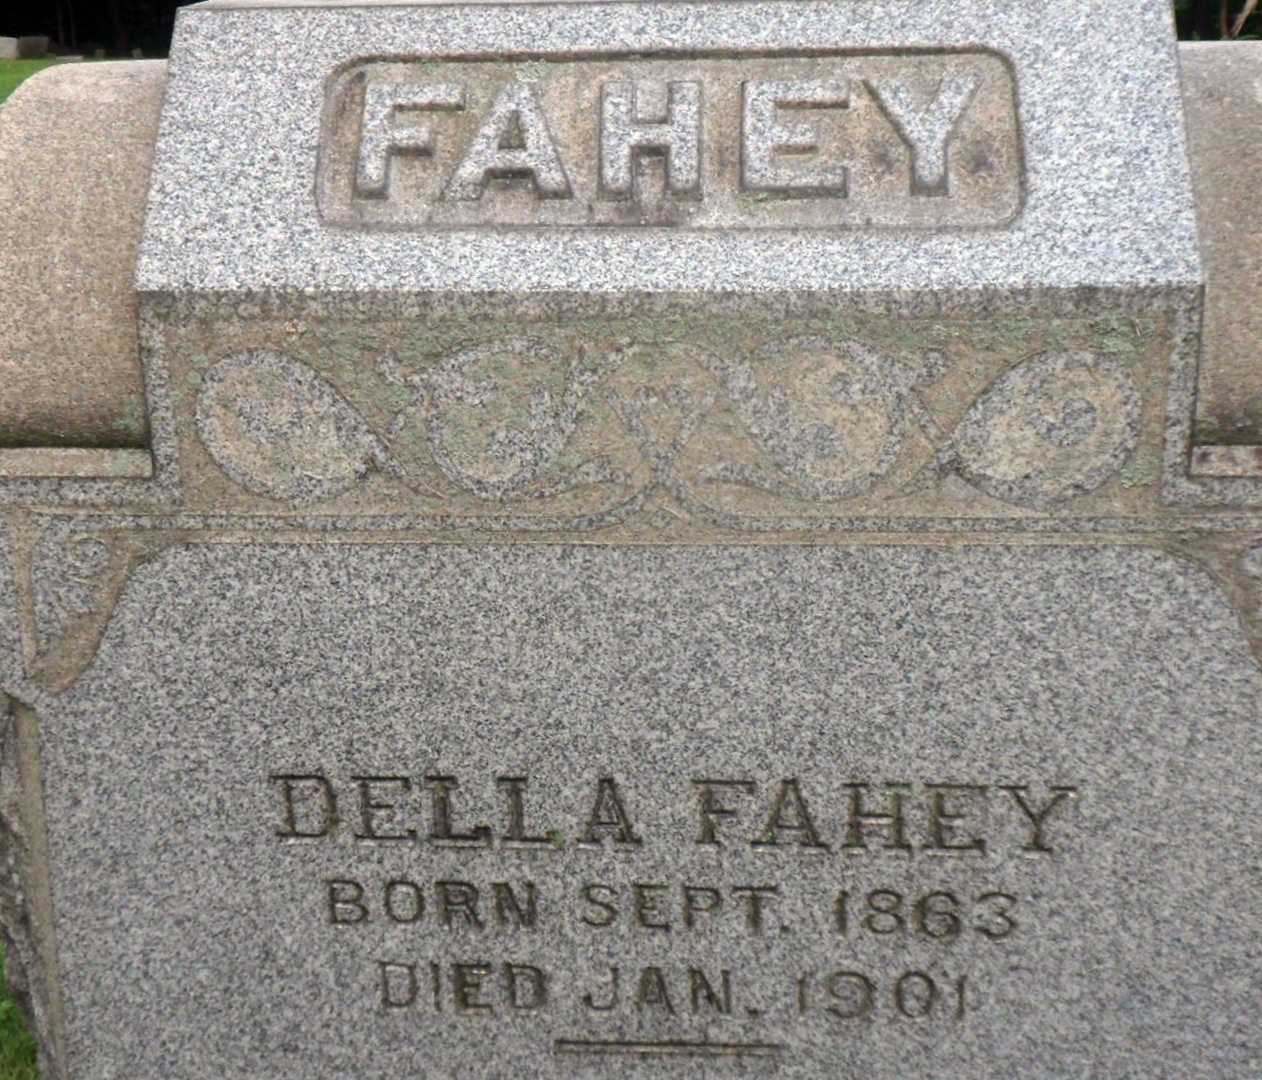 FAHEY
DELLA FAHEY
BORN SEPT. 1863
DIED JAN. 1901